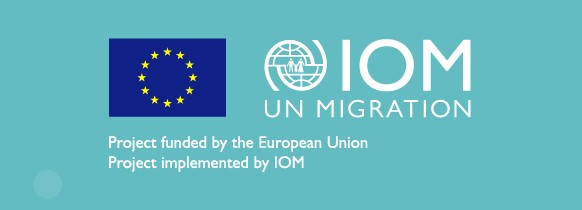 IOM
UN MIGRATION
Project funded by the European Union
Project implemented by IOM